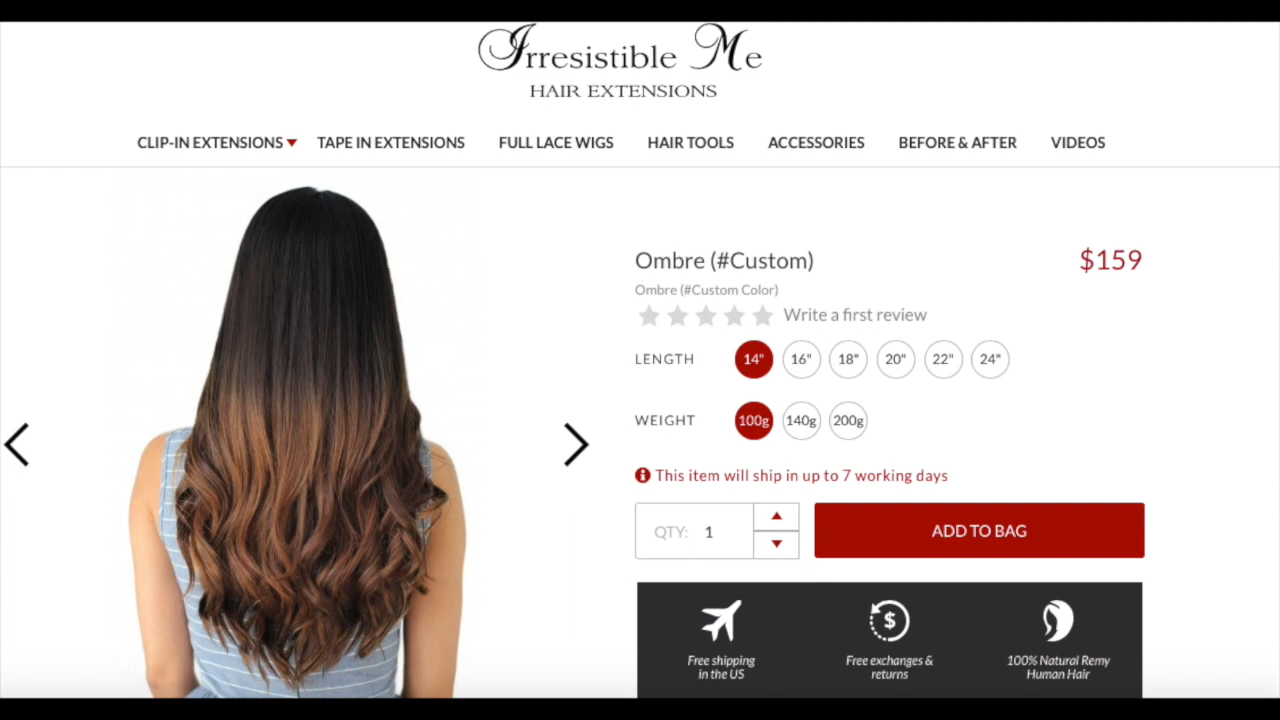 Irresistible Me
HAIR EXTENSIONS
CLIP-IN EXTENSIONS TAPE IN EXTENSIONS FULL LACE WIGS HAIR TOOLS ACCESSORIES BEFORE & AFTER VIDEOS
Ombre (#Custom) $159
Ombre (#Custom Color)
Write a first review
LENGTH 14" 16" 18" 20" 22" 24"
WEIGHT 100g 140g 200g
This item will ship in up to 7 working days
QTY: 1 ADD TO BAG
$
Free shipping
in the US
Free exchanges &
returns
100% Natural Remy
Human Hair